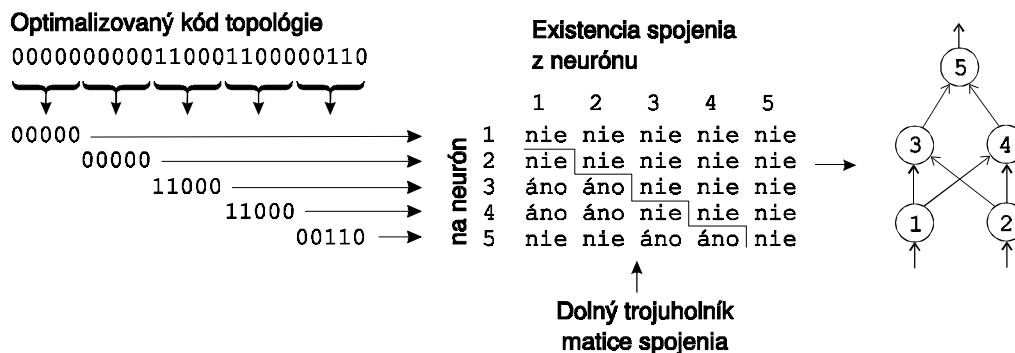 Optimalizovaný kód topológie
0000000000110001100000110
00000
00000
11000
11000
00110
Existencia spojenia
z neurónu
1 2 3 4 5
na neurón
1 nie nie nie nie nie
2 nie nie nie nie nie
3 áno áno nie nie nie
4 áno áno nie nie nie
5 nie nie áno áno nie
Dolný trojuholník
matice spojenia
5
3 4
1 2